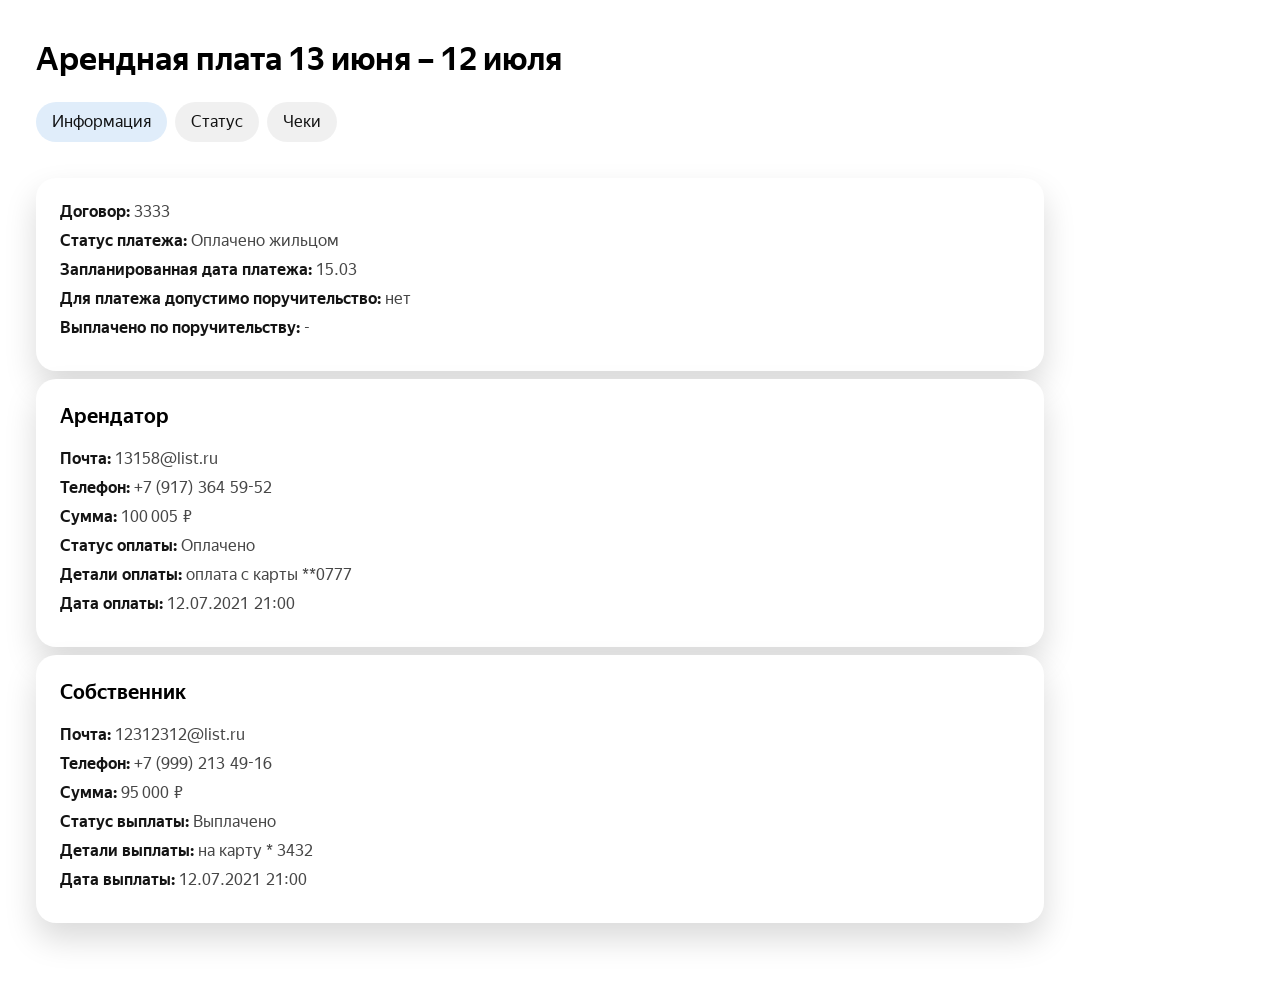 Арендная плата 13 июня – 12 июля
Информация
Статус
Чеки
Договор: 3333
Статус платежа: Оплачено жильцом
Запланированная дата платежа: 15.03
Для платежа допустимо поручительство: нет
Выплачено по поручительству: -
Арендатор
Почта: 13158@list.ru
Телефон: +7 (917) 364 59-52
Сумма: 100 005 ₽
Статус оплаты: Оплачено
Детали оплаты: оплата с карты **0777
Дата оплаты: 12.07.2021 21:00
Собственник
Почта: 12312312@list.ru
Телефон: +7 (999) 213 49-16
Сумма: 95 000 ₽
Статус выплаты: Выплачено
Детали выплаты: на карту * 3432
Дата выплаты: 12.07.2021 21:00